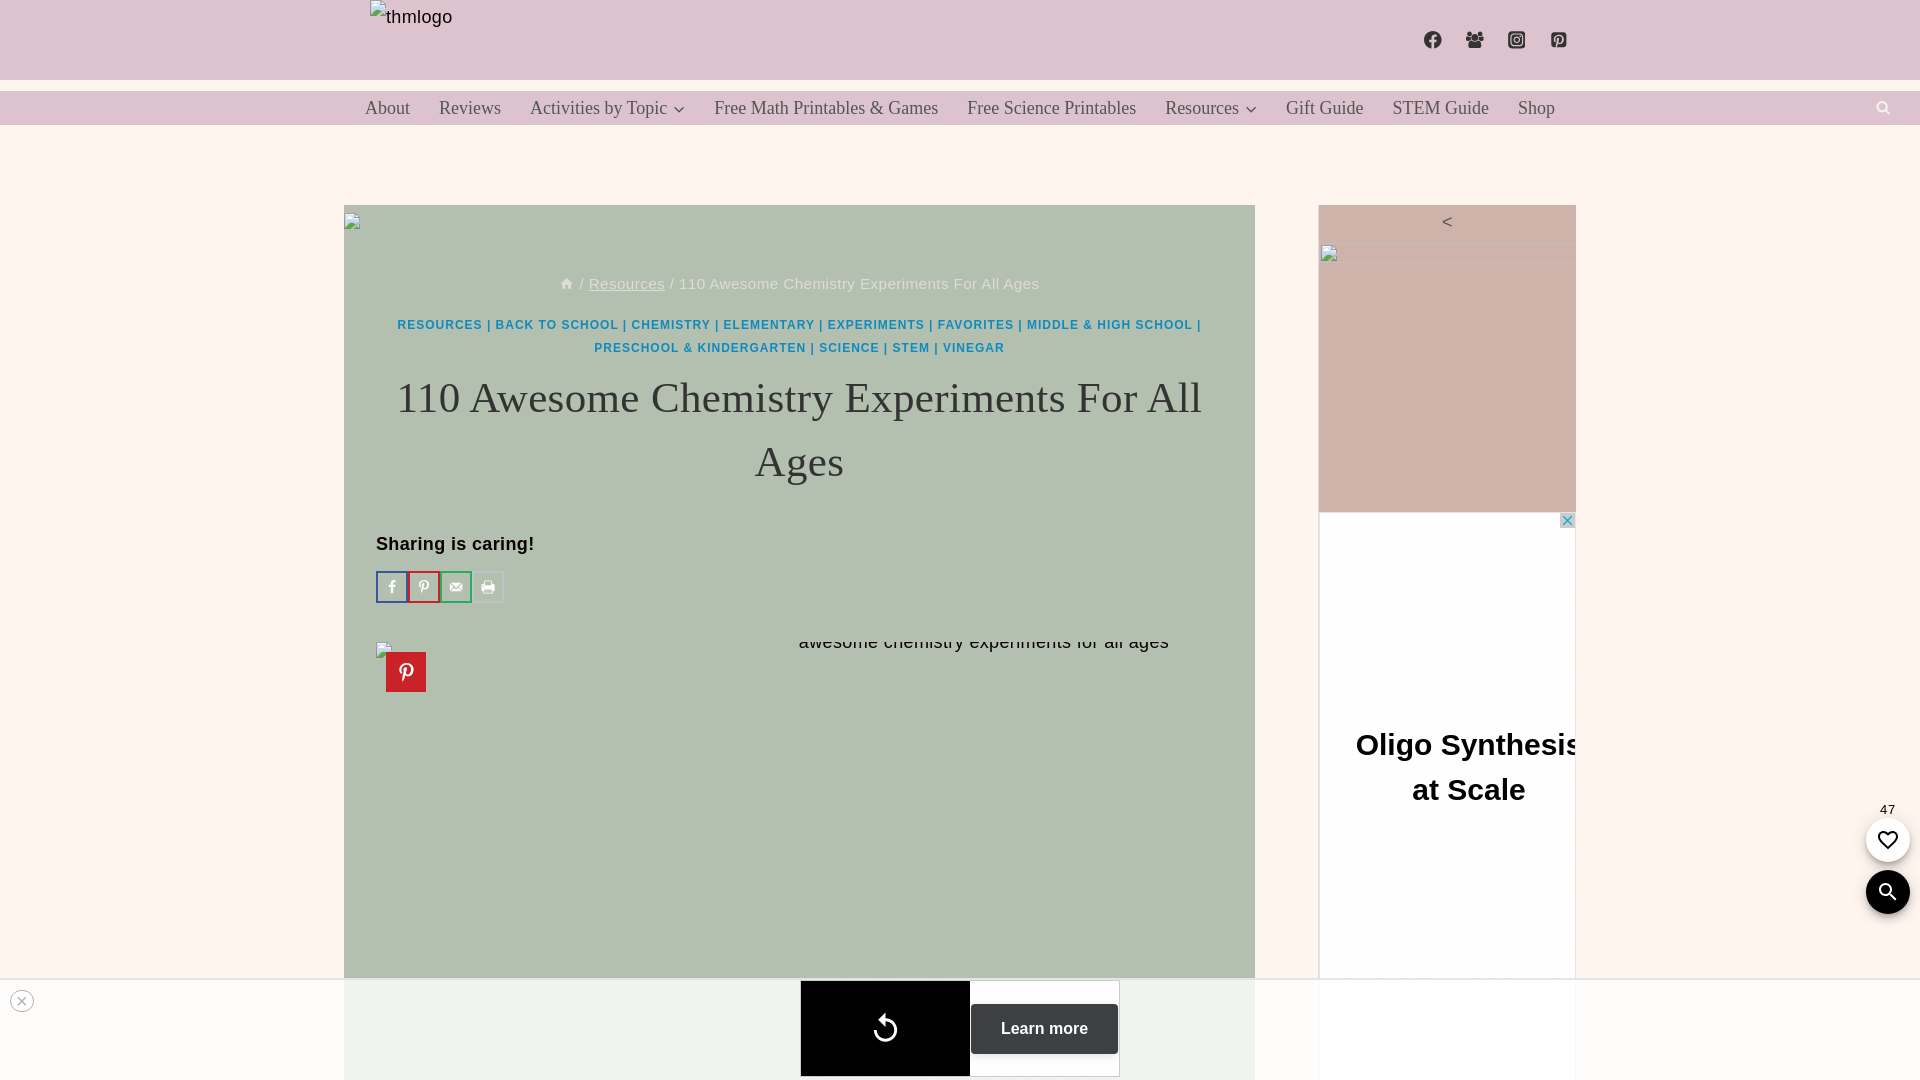 thmlogo
About Reviews Activities by Topic Free Math Printables & Games Free Science Printables Resources Gift Guide STEM Guide Shop
<
/ Resources / 110 Awesome Chemistry Experiments For All Ages
RESOURCES | BACK TO SCHOOL | CHEMISTRY | ELEMENTARY | EXPERIMENTS | FAVORITES | MIDDLE & HIGH SCHOOL |
PRESCHOOL & KINDERGARTEN | SCIENCE | STEM | VINEGAR
110 Awesome Chemistry Experiments For All
Ages
Sharing is caring!
awesome chemistry experiments for all ages
Oligo Synthesis
at Scale
47
Learn more